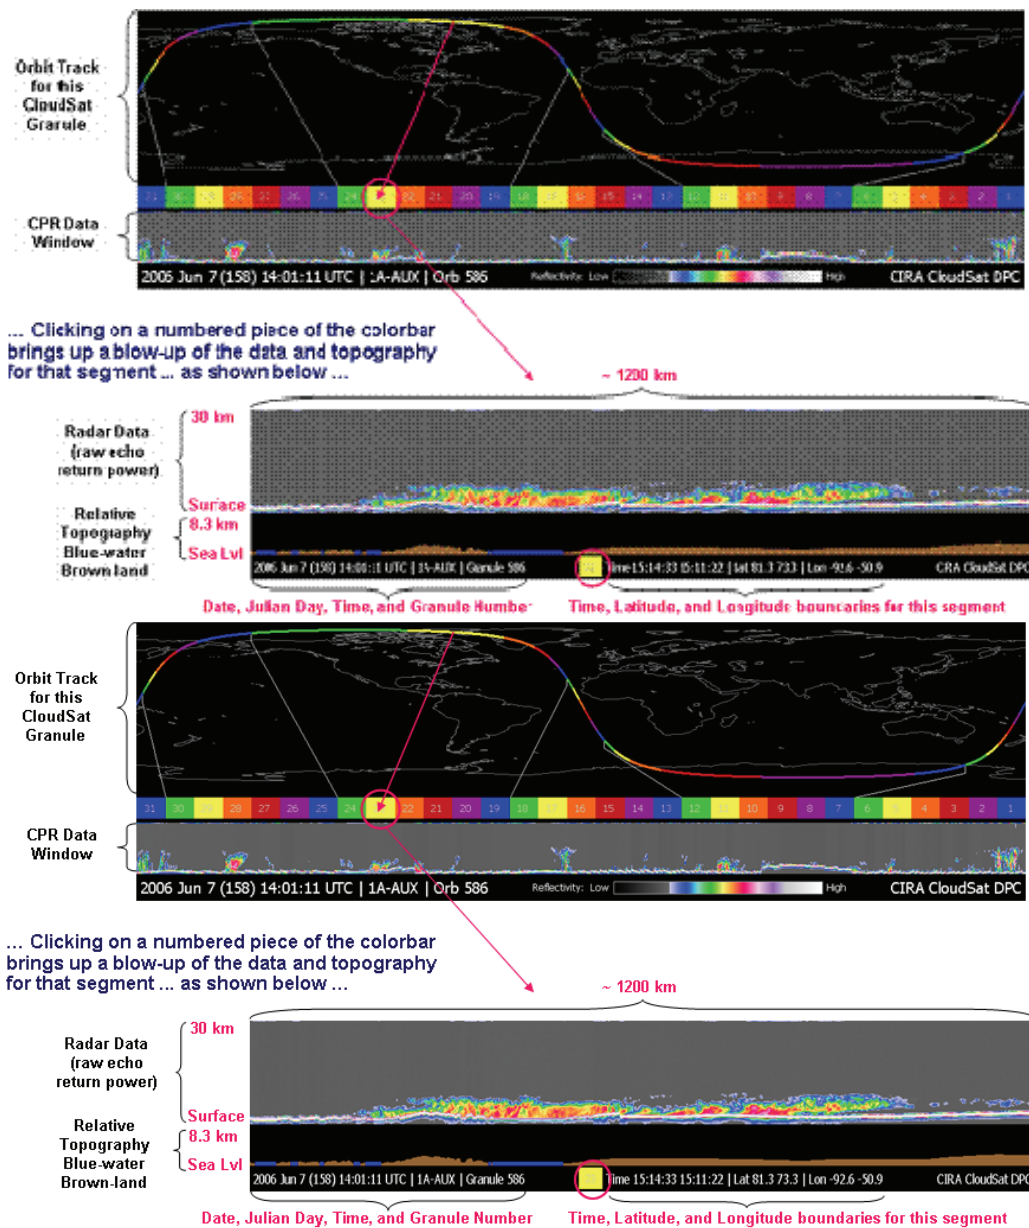 Orbit Track
for this
CloudSat
Granule
CPR Data
Window
2006 Jun 7 (158) 14:01:11 UTC | 1A-AUX | Orb 586
Reflectivity: Low
High
CIRA CloudSat DPC
... Clicking on a numbered piece of the colorbar
brings up a blow-up of the data and topography
for that segment ... as shown below ...
~ 1200 km
Radar Data
(raw echo
return power)
30 km
Surface
Relative
Topography
Blue-water
Brown land
8.3 km
Sea Lvl
2006 Jun 7 (158) 14:01:11 UTC | 1A-AUX | Granule 586
Time 15:14:33 15:11:22 | Lat 81.3 73.3 | Lon -92.6 -50.9
CIRA CloudSat DPC
Date, Julian Day, Time, and Granule Number
Time, Latitude, and Longitude boundaries for this segment
Orbit Track
for this
CloudSat
Granule
31 30 28 27 26 25 24 22 21 20 19 18 16 15 14 13 12 11 10 9 8 7 6 4 3 2 1
CPR Data
Window
2006 Jun 7 (158) 14:01:11 UTC | 1A-AUX | Orb 586
Reflectivity: Low
High
CIRA CloudSat DPC
... Clicking on a numbered piece of the colorbar
brings up a blow-up of the data and topography
for that segment ... as shown below ...
~ 1200 km
Radar Data
(raw echo
return power)
30 km
Surface
Relative
Topography
Blue-water
Brown-land
8.3 km
Sea Lvl
2006 Jun 7 (158) 14:01:11 UTC | 1A-AUX | Granule 586
Time 15:14:33 15:11:22 | Lat 81.3 73.3 | Lon -92.6 -50.9
CIRA CloudSat DPC
Date, Julian Day, Time, and Granule Number
Time, Latitude, and Longitude boundaries for this segment